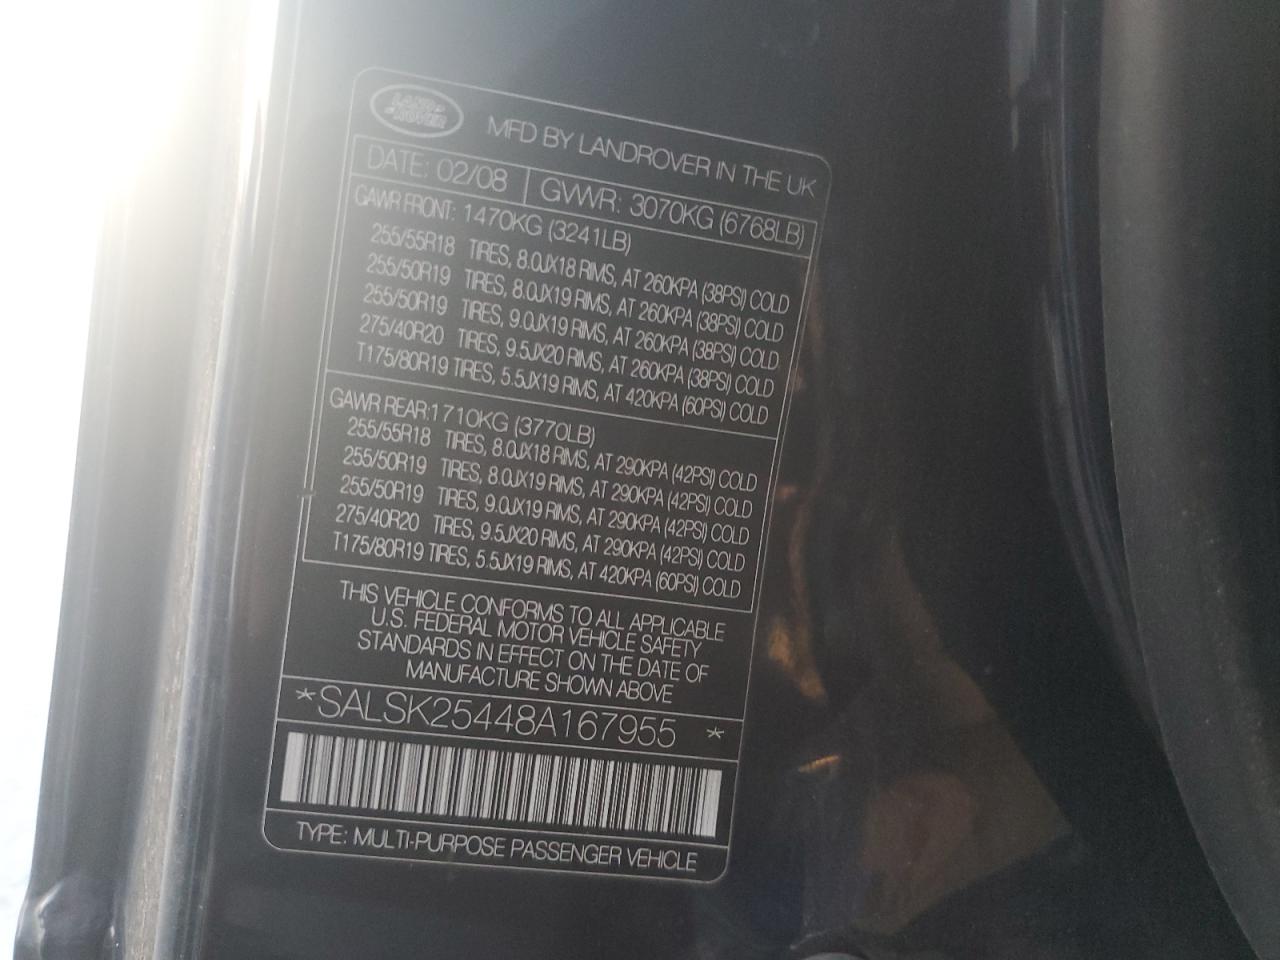 LAND ROVER
MFD BY LANDROVER IN THE UK
DATE: 02/08 GVWR: 3070KG (6768LB)
GAWR FRONT: 1470KG (3241LB)
255/55R18 TIRES, 8.0JX18 RIMS, AT 260KPA (38PSI) COLD
255/50R19 TIRES, 8.0JX19 RIMS, AT 260KPA (38PSI) COLD
255/50R19 TIRES, 9.0JX19 RIMS, AT 260KPA (38PSI) COLD
275/40R20 TIRES, 9.5JX20 RIMS, AT 260KPA (38PSI) COLD
T175/80R19 TIRES, 5.5JX19 RIMS, AT 420KPA (60PSI) COLD
GAWR REAR:1710KG (3770LB)
255/55R18 TIRES, 8.0JX18 RIMS, AT 290KPA (42PSI) COLD
255/50R19 TIRES, 8.0JX19 RIMS, AT 290KPA (42PSI) COLD
255/50R19 TIRES, 9.0JX19 RIMS, AT 290KPA (42PSI) COLD
275/40R20 TIRES, 9.5JX20 RIMS, AT 290KPA (42PSI) COLD
T175/80R19 TIRES, 5.5JX19 RIMS, AT 420KPA (60PSI) COLD
THIS VEHICLE CONFORMS TO ALL APPLICABLE
U.S. FEDERAL MOTOR VEHICLE SAFETY
STANDARDS IN EFFECT ON THE DATE OF
MANUFACTURE SHOWN ABOVE
*SALSK25448A167955 *
TYPE: MULTI-PURPOSE PASSENGER VEHICLE